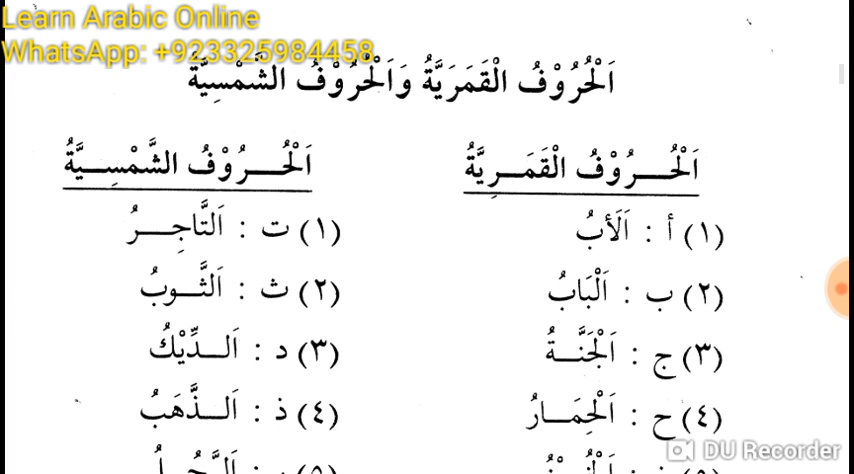 Learn Arabic Online
WhatsApp: +923325984458
اَلْحُرُوْفُ الْقَمَرَيَّةُ وَاَلْحُرُوْفُ الشَّمْسِيَّةُ
اَلْحُرُوْفُ الْقَمَرِيَّةُ
(١) أ : اَلَأبُ
(٢) ب : اَلْبَابُ
(٣) ج : اَلْجَنَّةُ
(٤) ح : اَلْحِمَارُ
اَلْحُرُوْفُ الشَّمْسِيَّةُ
(١) ت : اَلتَّاجِرُ
(٢) ث : اَلثَّوبُ
(٣) د : اَلدِّيْكُ
(٤) ذ : اَلذَّهَبُ
DU Recorder